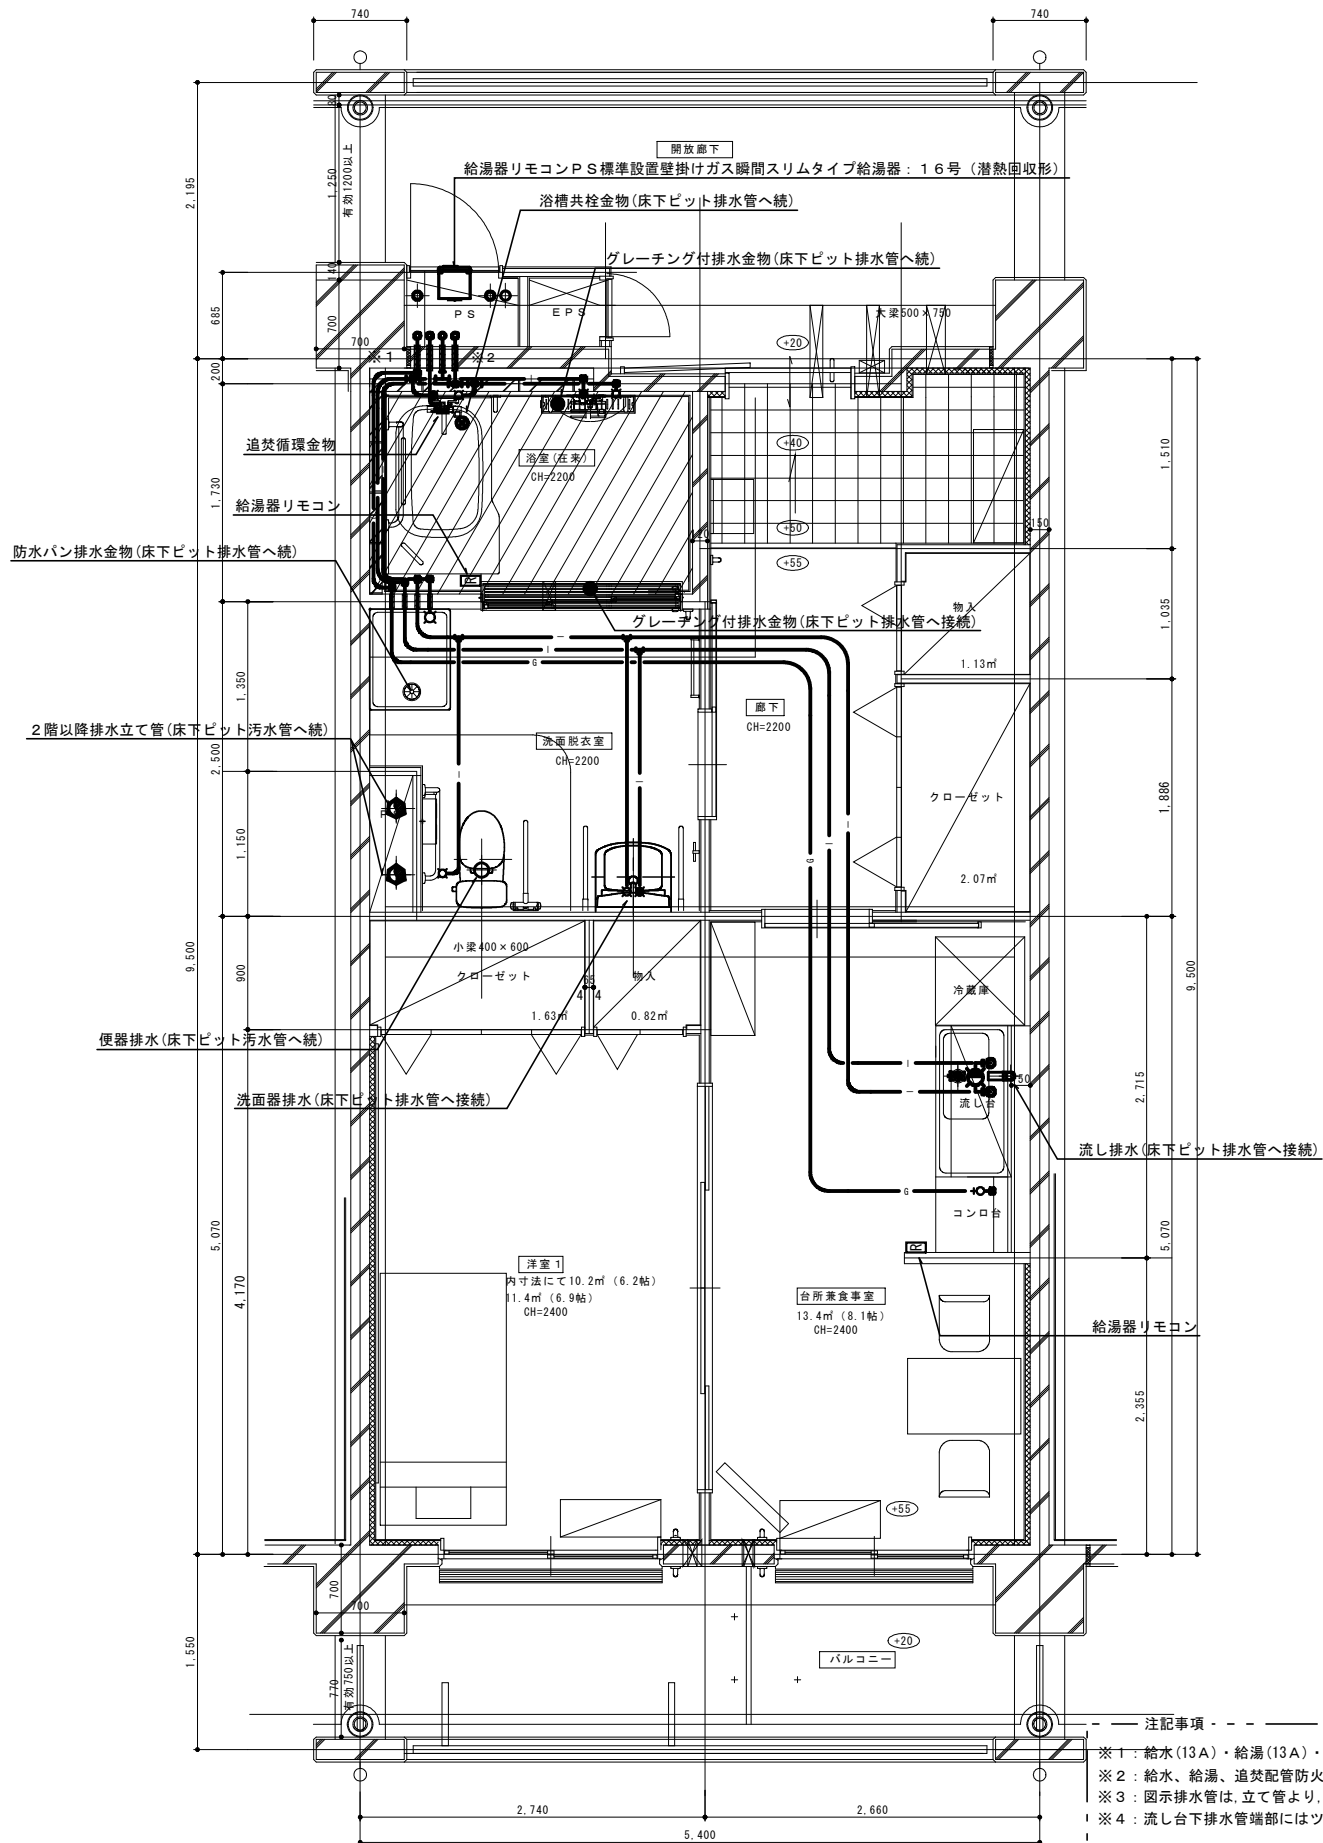 740
740
80
2,195
1,250
有効1200以上
開放廊下
給湯器リモコンPS標準設置壁掛けガス瞬間スリムタイプ給湯器：16号（潜熱回収形）
浴槽共栓金物(床下ピット排水管へ続)
グレーチング付排水金物(床下ピット排管へ続)
140
685
700
PS
EPS
大梁500×750
+20
700
※1
※2
200
追焚循環金物
浴室(在来)
CH=2200
+40
1,510
1,730
給湯器リモコン
+50
150
防水パン排水金物(床下ピット排水管へ続)
R
120
+55
物入
グレーチング付排水金物(床下ピット排水管へ接続)
1,035
1.13㎡
G
1,350
廊下
CH=2200
2階以降排水立て管(床下ピット汚水管へ続)
2,500
洗面脱衣室
CH=2200
クローゼット
1,886
1,150
G
2.07㎡
9,500
900
小梁400×600
クローゼット
65
4
4
物入
冷蔵庫
9,500
1.63㎡
0.82㎡
便器排水(床下ピット汚水管へ続)
50
洗面器排水(床下ピット排水管へ接続)
流し台
2,715
流し排水(床下ピット排水管へ接続)
G
コンロ台
5,070
5,070
R
洋室1
内寸法にて10.2㎡（6.2帖）
11.4㎡（6.9帖）
CH=2400
台所兼食事室
13.4㎡（8.1帖）
CH=2400
4,170
給湯器リモコン
2,355
+55
700
700
1,550
770
有効750以上
+20
バルコニー
注記事項
※1：給水(13A)・給湯(13A)・
※2：給水、給湯、追焚配管防火
※3：図示排水管は,立て管より,
※4：流し台下排水管端部にはツ
2,740
2,660
5,400